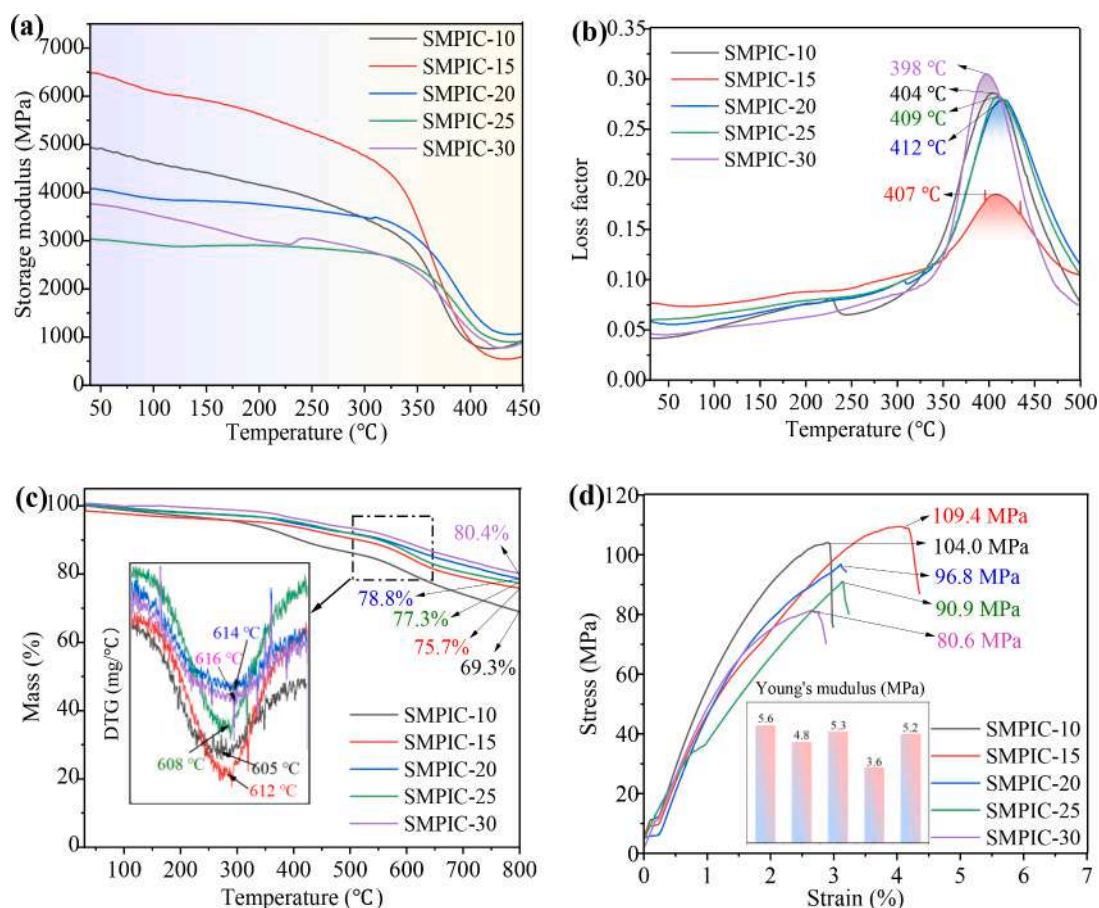 (a)
7000
6000
5000
4000
3000
2000
1000
0
Storage modulus (MPa)
SMPIC-10
SMPIC-15
SMPIC-20
SMPIC-25
SMPIC-30
50 100 150 200 250 300 350 400 450
Temperature (℃)
(b)
0.35
0.30
0.25
0.20
0.15
0.10
0.05
0.00
Loss factor
SMPIC-10
SMPIC-15
SMPIC-20
SMPIC-25
SMPIC-30
398 ℃
404 ℃
409 ℃
412 ℃
407 ℃
50 100 150 200 250 300 350 400 450 500
Temperature (℃)
(c)
100
80
60
40
20
0
Mass (%)
80.4%
78.8%
77.3%
75.7%
69.3%
DTG (mg/℃)
614 ℃
616 ℃
608 ℃
605 ℃
612 ℃
SMPIC-10
SMPIC-15
SMPIC-20
SMPIC-25
SMPIC-30
100 200 300 400 500 600 700 800
Temperature (℃)
(d)
120
100
80
60
40
20
0
Stress (MPa)
109.4 MPa
104.0 MPa
96.8 MPa
90.9 MPa
80.6 MPa
Young's mudulus (MPa)
5.6
4.8
5.3
3.6
5.2
SMPIC-10
SMPIC-15
SMPIC-20
SMPIC-25
SMPIC-30
0 1 2 3 4 5 6 7
Strain (%)